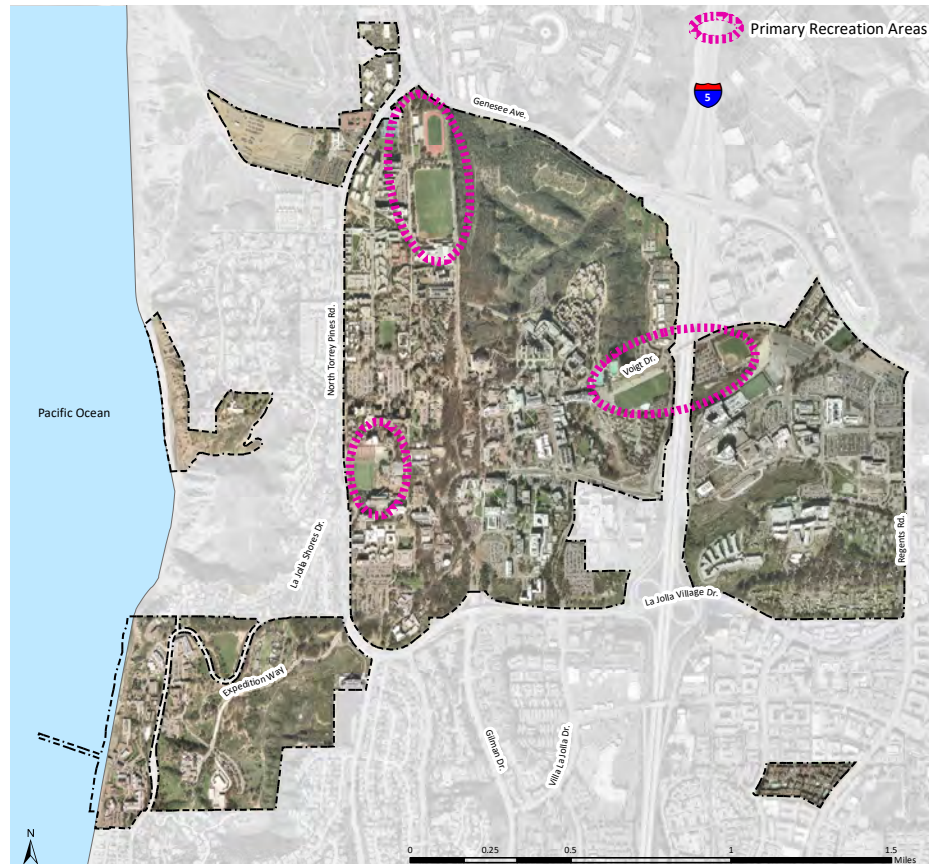 Primary Recreation Areas
5
Genesee Ave.
North Torrey Pines Rd.
Voigt Dr.
Pacific Ocean
La Jolla Shores Dr.
Regents Rd.
La Jolla Village Dr.
Expedition Way
Gilman Dr.
Villa La Jolla Dr.
N
0 0.25 0.5 1 1.5
Miles